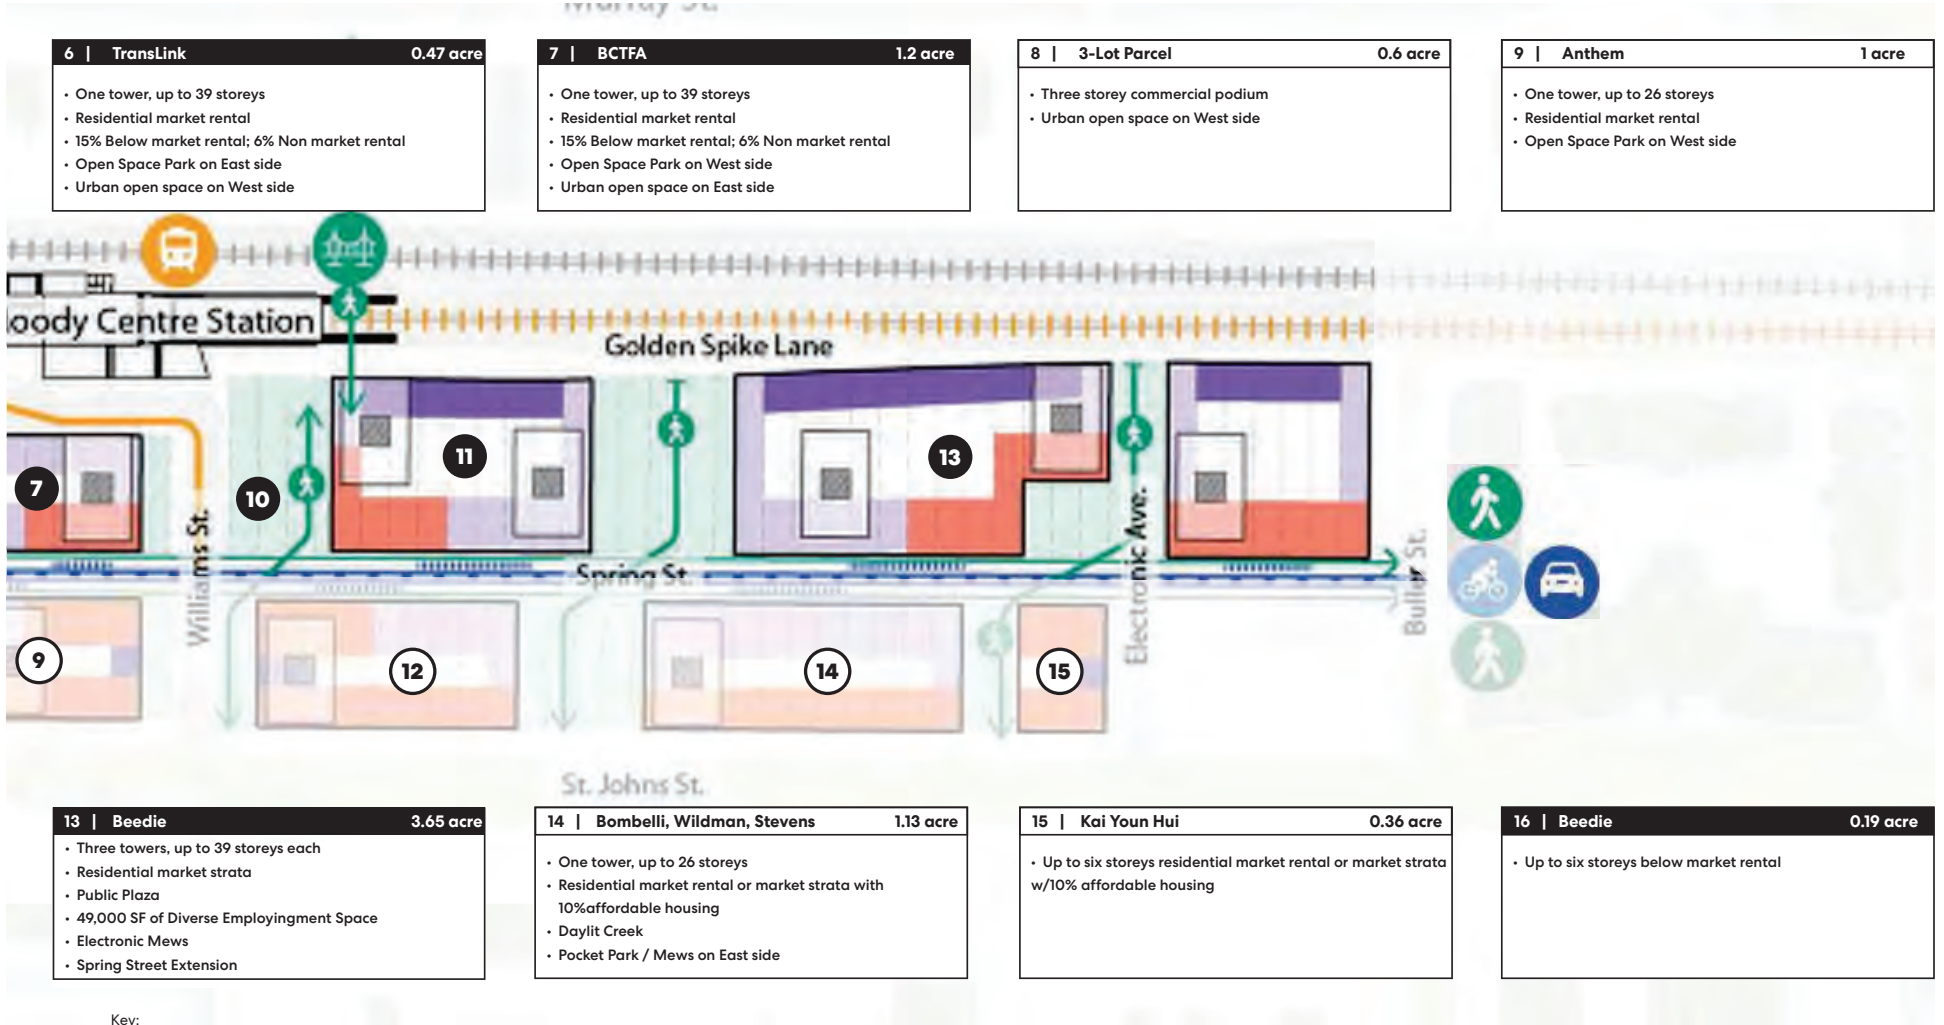 Murray St.
6 | TransLink 0.47 acre
• One tower, up to 39 storeys
• Residential market rental
• 15% Below market rental; 6% Non market rental
• Open Space Park on East side
• Urban open space on West side
7 | BCTFA 1.2 acre
• One tower, up to 39 storeys
• Residential market rental
• 15% Below market rental; 6% Non market rental
• Open Space Park on West side
• Urban open space on East side
8 | 3-Lot Parcel 0.6 acre
• Three storey commercial podium
• Urban open space on West side
9 | Anthem 1 acre
• One tower, up to 26 storeys
• Residential market rental
• Open Space Park on West side
oody Centre Station
Golden Spike Lane
7
10
11
13
Williams St.
Spring St.
Electronic Ave.
Buller St.
9
12
14
15
St. Johns St.
13 | Beedie 3.65 acre
• Three towers, up to 39 storeys each
• Residential market strata
• Public Plaza
• 49,000 SF of Diverse Employingment Space
• Electronic Mews
• Spring Street Extension
14 | Bombelli, Wildman, Stevens 1.13 acre
• One tower, up to 26 storeys
• Residential market rental or market strata with
10%affordable housing
• Daylit Creek
• Pocket Park / Mews on East side
15 | Kai Youn Hui 0.36 acre
• Up to six storeys residential market rental or market strata
w/10% affordable housing
16 | Beedie 0.19 acre
• Up to six storeys below market rental
Key: